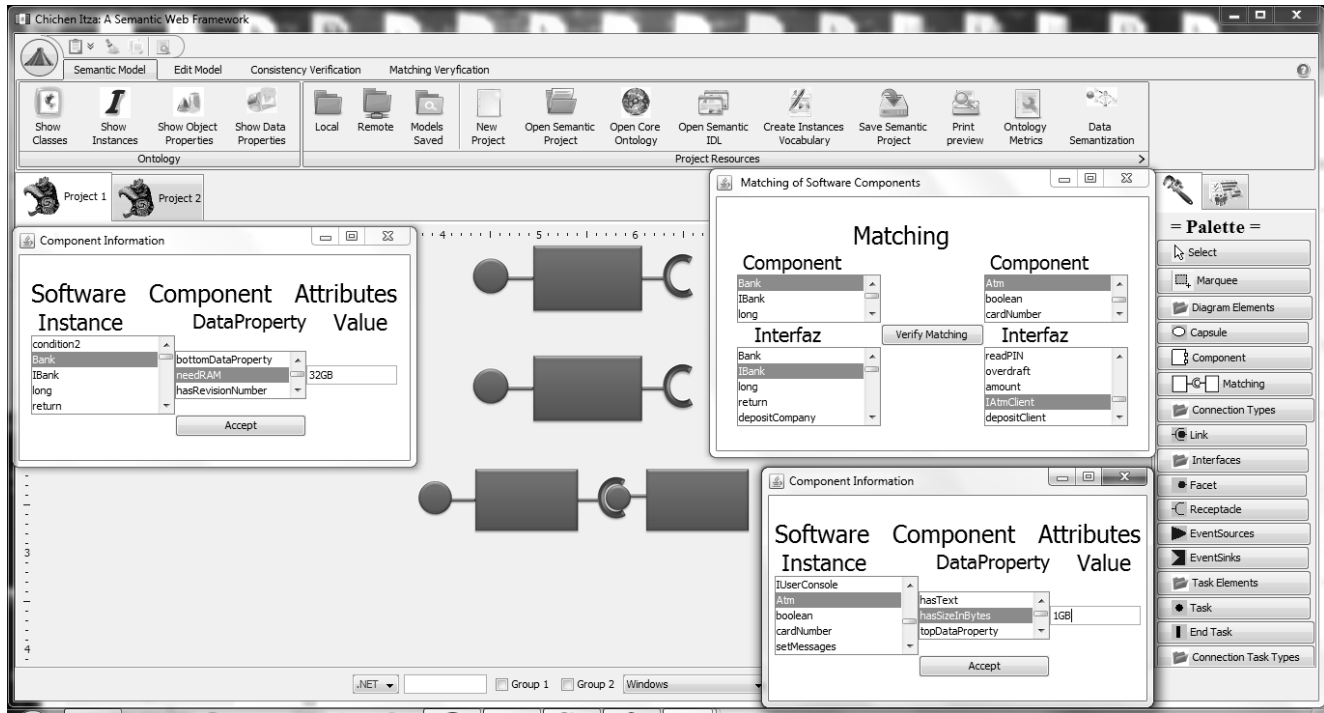 Chichen Itza: A Semantic Web Framework
Semantic Model Edit Model Consistency Verification Matching Veryfication
Show Classes
Show Instances
Show Object Properties
Show Data Properties
Local
Remote
Models Saved
New Project
Open Semantic Project
Open Core Ontology
Open Semantic IDL
Create Instances Vocabulary
Save Semantic Project
Print preview
Ontology Metrics
Data Semantization
Ontology
Project Resources
Project 1
Project 2
4 5 6
3
4
Component Information
Software Component Attributes
Instance DataProperty Value
condition2
Bank
IBank
long
return
bottomDataProperty
needRAM
hasRevisionNumber
32GB
Accept
Matching of Software Components
Matching
Component
Component
Bank
IBank
long
Atm
boolean
cardNumber
Interfaz
Verify Matching
Interfaz
Bank
IBank
long
return
depositCompany
readPIN
overdraft
amount
IAtmClient
depositClient
Component Information
Software Component Attributes
Instance DataProperty Value
IUserConsole
Atm
boolean
cardNumber
setMessages
hasText
hasSizeInBytes
topDataProperty
1GB
Accept
= Palette =
Select
Marquee
Diagram Elements
Capsule
Component
Matching
Connection Types
Link
Interfaces
Facet
Receptacle
EventSources
EventSinks
Task Elements
Task
End Task
Connection Task Types
.NET
Group 1
Group 2
Windows